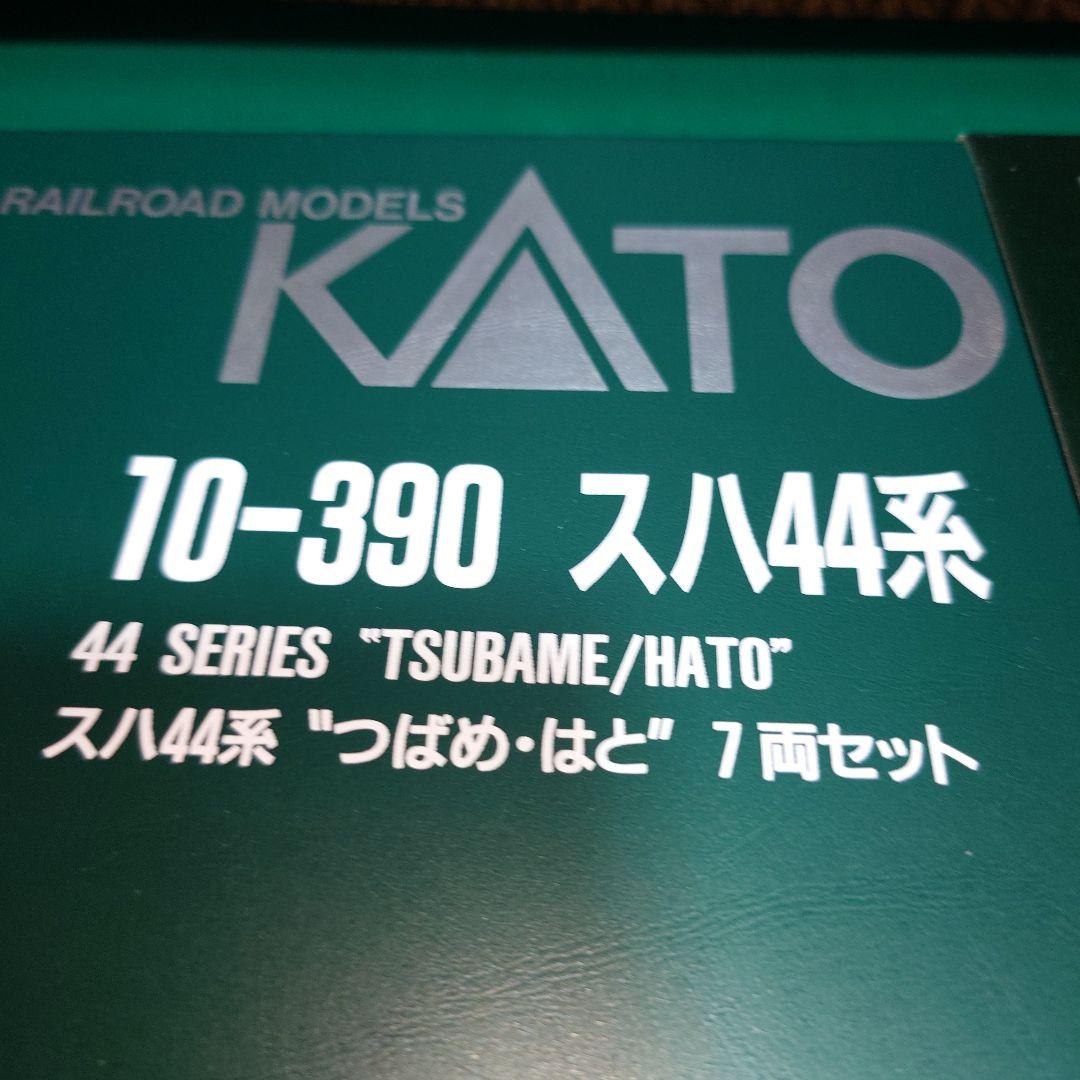 RAILROAD MODELS
KATO
10-390 スハ44系
44 SERIES “TSUBAME/HATO”
スハ44系 "つばめ・はと" 7両セット